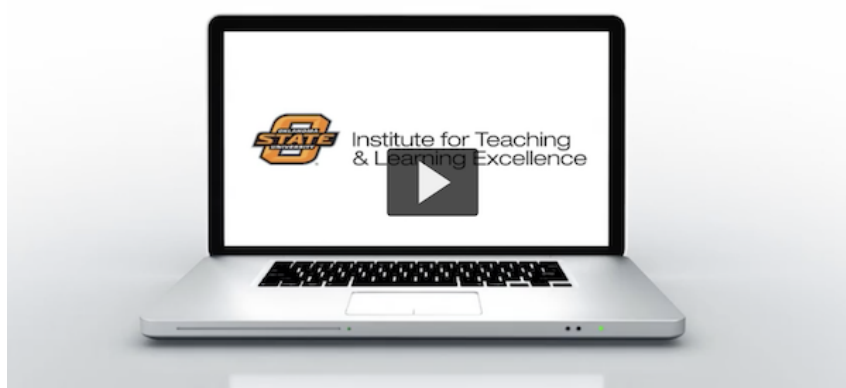 OKLAHOMA
STATE
UNIVERSITY
Institute for Teaching
& Learning Excellence